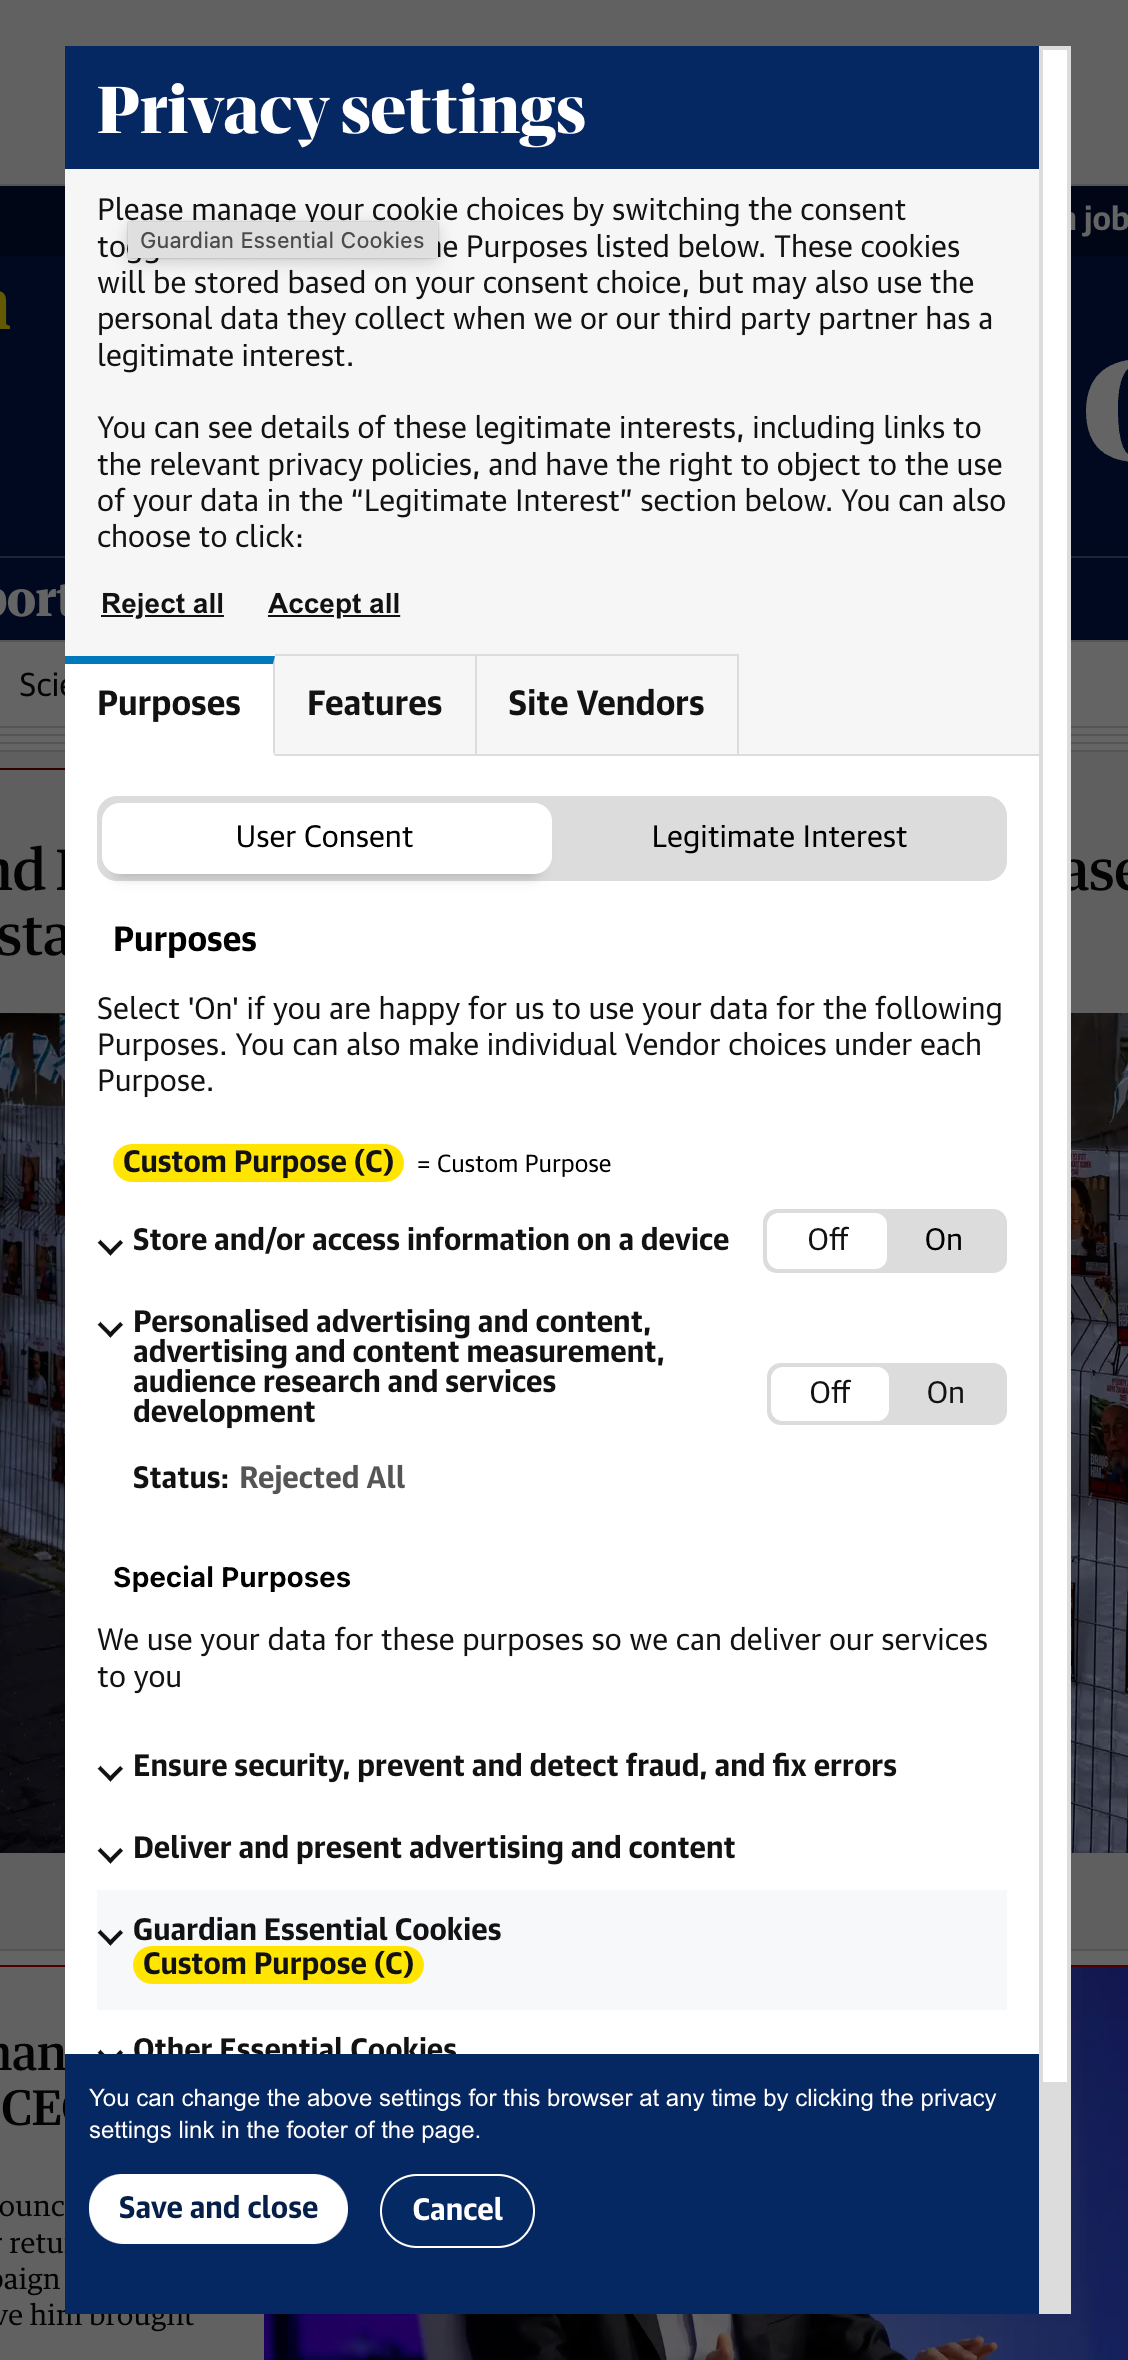 Privacy settings
Please manage your cookie choices by switching the consent
Guardian Essential Cookies
Purposes listed below. These cookies
will be stored based on your consent choice, but may also use the
personal data they collect when we or our third party partner has a
legitimate interest.
You can see details of these legitimate interests, including links to
the relevant privacy policies, and have the right to object to the use
of your data in the “Legitimate Interest” section below. You can also
choose to click:
Reject all Accept all
Purposes Features Site Vendors
User Consent Legitimate Interest
Purposes
Select 'On' if you are happy for us to use your data for the following
Purposes. You can also make individual Vendor choices under each
Purpose.
Custom Purpose (C) = Custom Purpose
Store and/or access information on a device Off On
Personalised advertising and content,
advertising and content measurement,
audience research and services
development
Off On
Status: Rejected All
Special Purposes
We use your data for these purposes so we can deliver our services
to you
Ensure security, prevent and detect fraud, and fix errors
Deliver and present advertising and content
Guardian Essential Cookies
Custom Purpose (C)
Other Essential Cookies
You can change the above settings for this browser at any time by clicking the privacy
settings link in the footer of the page.
Save and close Cancel
him brought